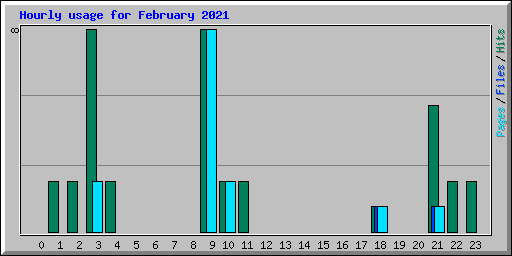 Hourly usage for February 2021
8
Pages/Files/Hits
0 1 2 3 4 5 6 7 8 9 10 11 12 13 14 15 16 17 18 19 20 21 22 23